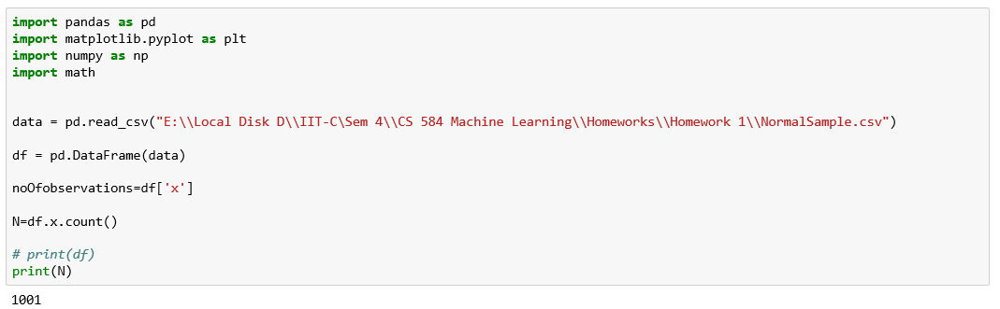 import pandas as pd
import matplotlib.pyplot as plt
import numpy as np
import math
data = pd.read_csv("E:\\Local Disk D\\IIT-C\Sem 4\\CS 584 Machine Learning\\Homeworks\\Homework 1\\NormalSample.csv")
df = pd.DataFrame(data)
noOfobservations=df['x']
N=df.x.count()
# print(df)
print(N)
1001